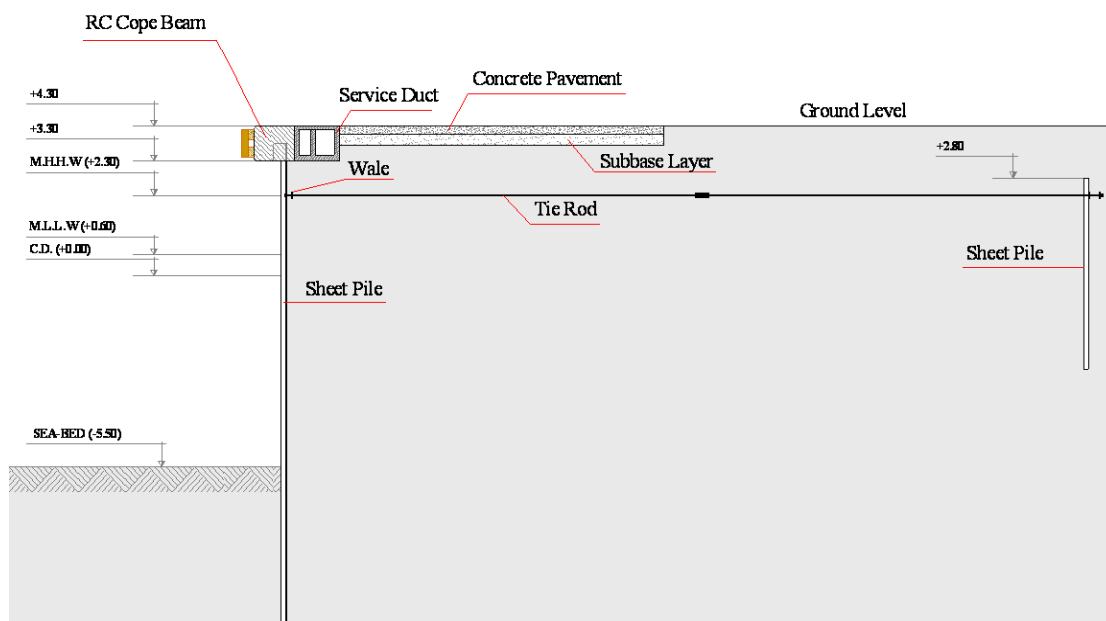 RC Cope Beam
Concrete Pavement
+4.30
Service Duct
Ground Level
+3.30
M.H.H.W (+2.30)
Wale
Subbase Layer
+2.80
Tie Rod
M.L.L.W (+0.60)
C.D. (+0.00)
Sheet Pile
Sheet Pile
SEA-BED (-5.50)